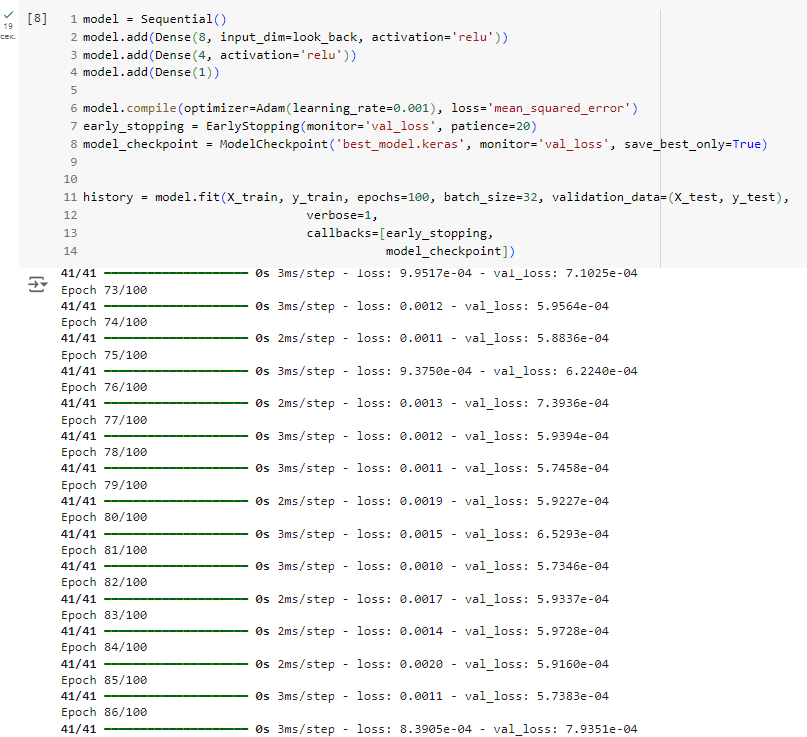 19
сек.
[8]
1 model = Sequential()
2 model.add(Dense(8, input_dim=look_back, activation='relu'))
3 model.add(Dense(4, activation='relu'))
4 model.add(Dense(1))
5
6 model.compile(optimizer=Adam(learning_rate=0.001), loss='mean_squared_error')
7 early_stopping = EarlyStopping(monitor='val_loss', patience=20)
8 model_checkpoint = ModelCheckpoint('best_model.keras', monitor='val_loss', save_best_only=True)
9
10
11 history = model.fit(X_train, y_train, epochs=100, batch_size=32, validation_data=(X_test, y_test),
12                             verbose=1,
13                             callbacks=[early_stopping,
14                                        model_checkpoint])
41/41 0s 3ms/step - loss: 9.9517e-04 - val_loss: 7.1025e-04
Epoch 73/100
41/41 0s 3ms/step - loss: 0.0012 - val_loss: 5.9564e-04
Epoch 74/100
41/41 0s 2ms/step - loss: 0.0011 - val_loss: 5.8836e-04
Epoch 75/100
41/41 0s 3ms/step - loss: 9.3750e-04 - val_loss: 6.2240e-04
Epoch 76/100
41/41 0s 2ms/step - loss: 0.0013 - val_loss: 7.3936e-04
Epoch 77/100
41/41 0s 3ms/step - loss: 0.0012 - val_loss: 5.9394e-04
Epoch 78/100
41/41 0s 3ms/step - loss: 0.0011 - val_loss: 5.7458e-04
Epoch 79/100
41/41 0s 2ms/step - loss: 0.0019 - val_loss: 5.9227e-04
Epoch 80/100
41/41 0s 3ms/step - loss: 0.0015 - val_loss: 6.5293e-04
Epoch 81/100
41/41 0s 3ms/step - loss: 0.0010 - val_loss: 5.7346e-04
Epoch 82/100
41/41 0s 2ms/step - loss: 0.0017 - val_loss: 5.9337e-04
Epoch 83/100
41/41 0s 2ms/step - loss: 0.0014 - val_loss: 5.9728e-04
Epoch 84/100
41/41 0s 2ms/step - loss: 0.0020 - val_loss: 5.9160e-04
Epoch 85/100
41/41 0s 3ms/step - loss: 0.0011 - val_loss: 5.7383e-04
Epoch 86/100
41/41 0s 3ms/step - loss: 8.3905e-04 - val_loss: 7.9351e-04